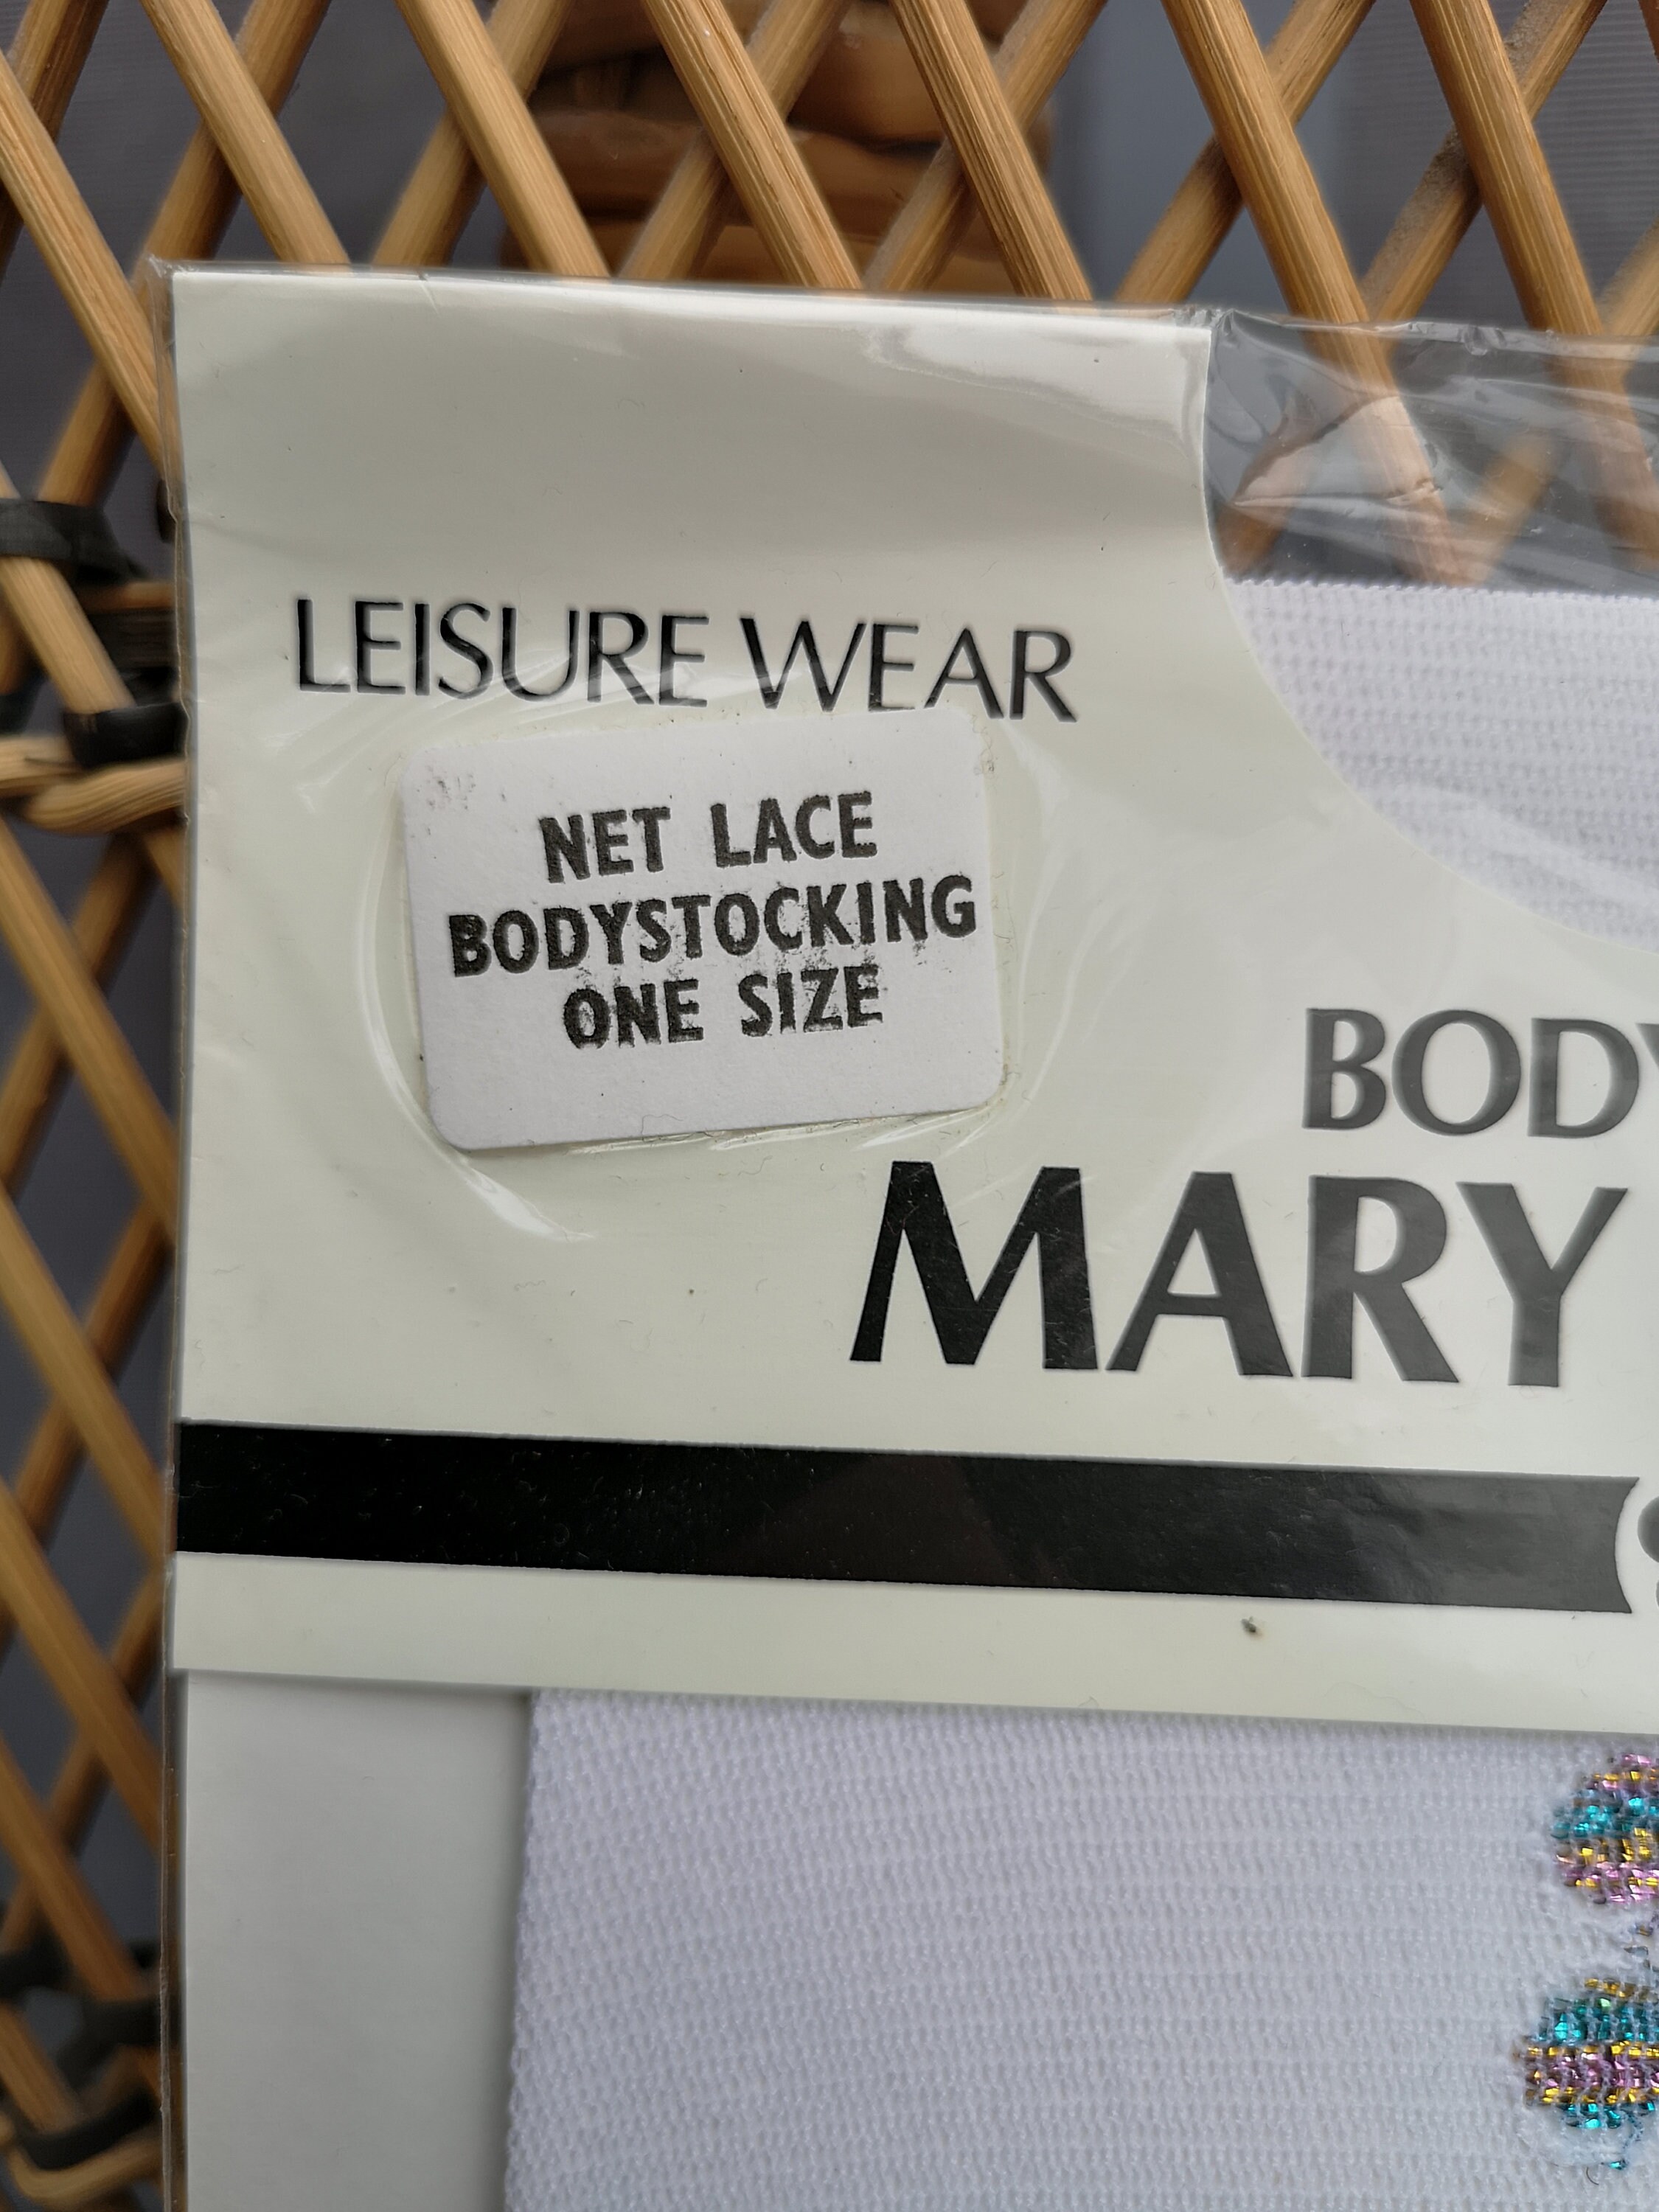 LEISURE WEAR
NET LACE
BODYSTOCKING
ONE SIZE
BODY
MARY